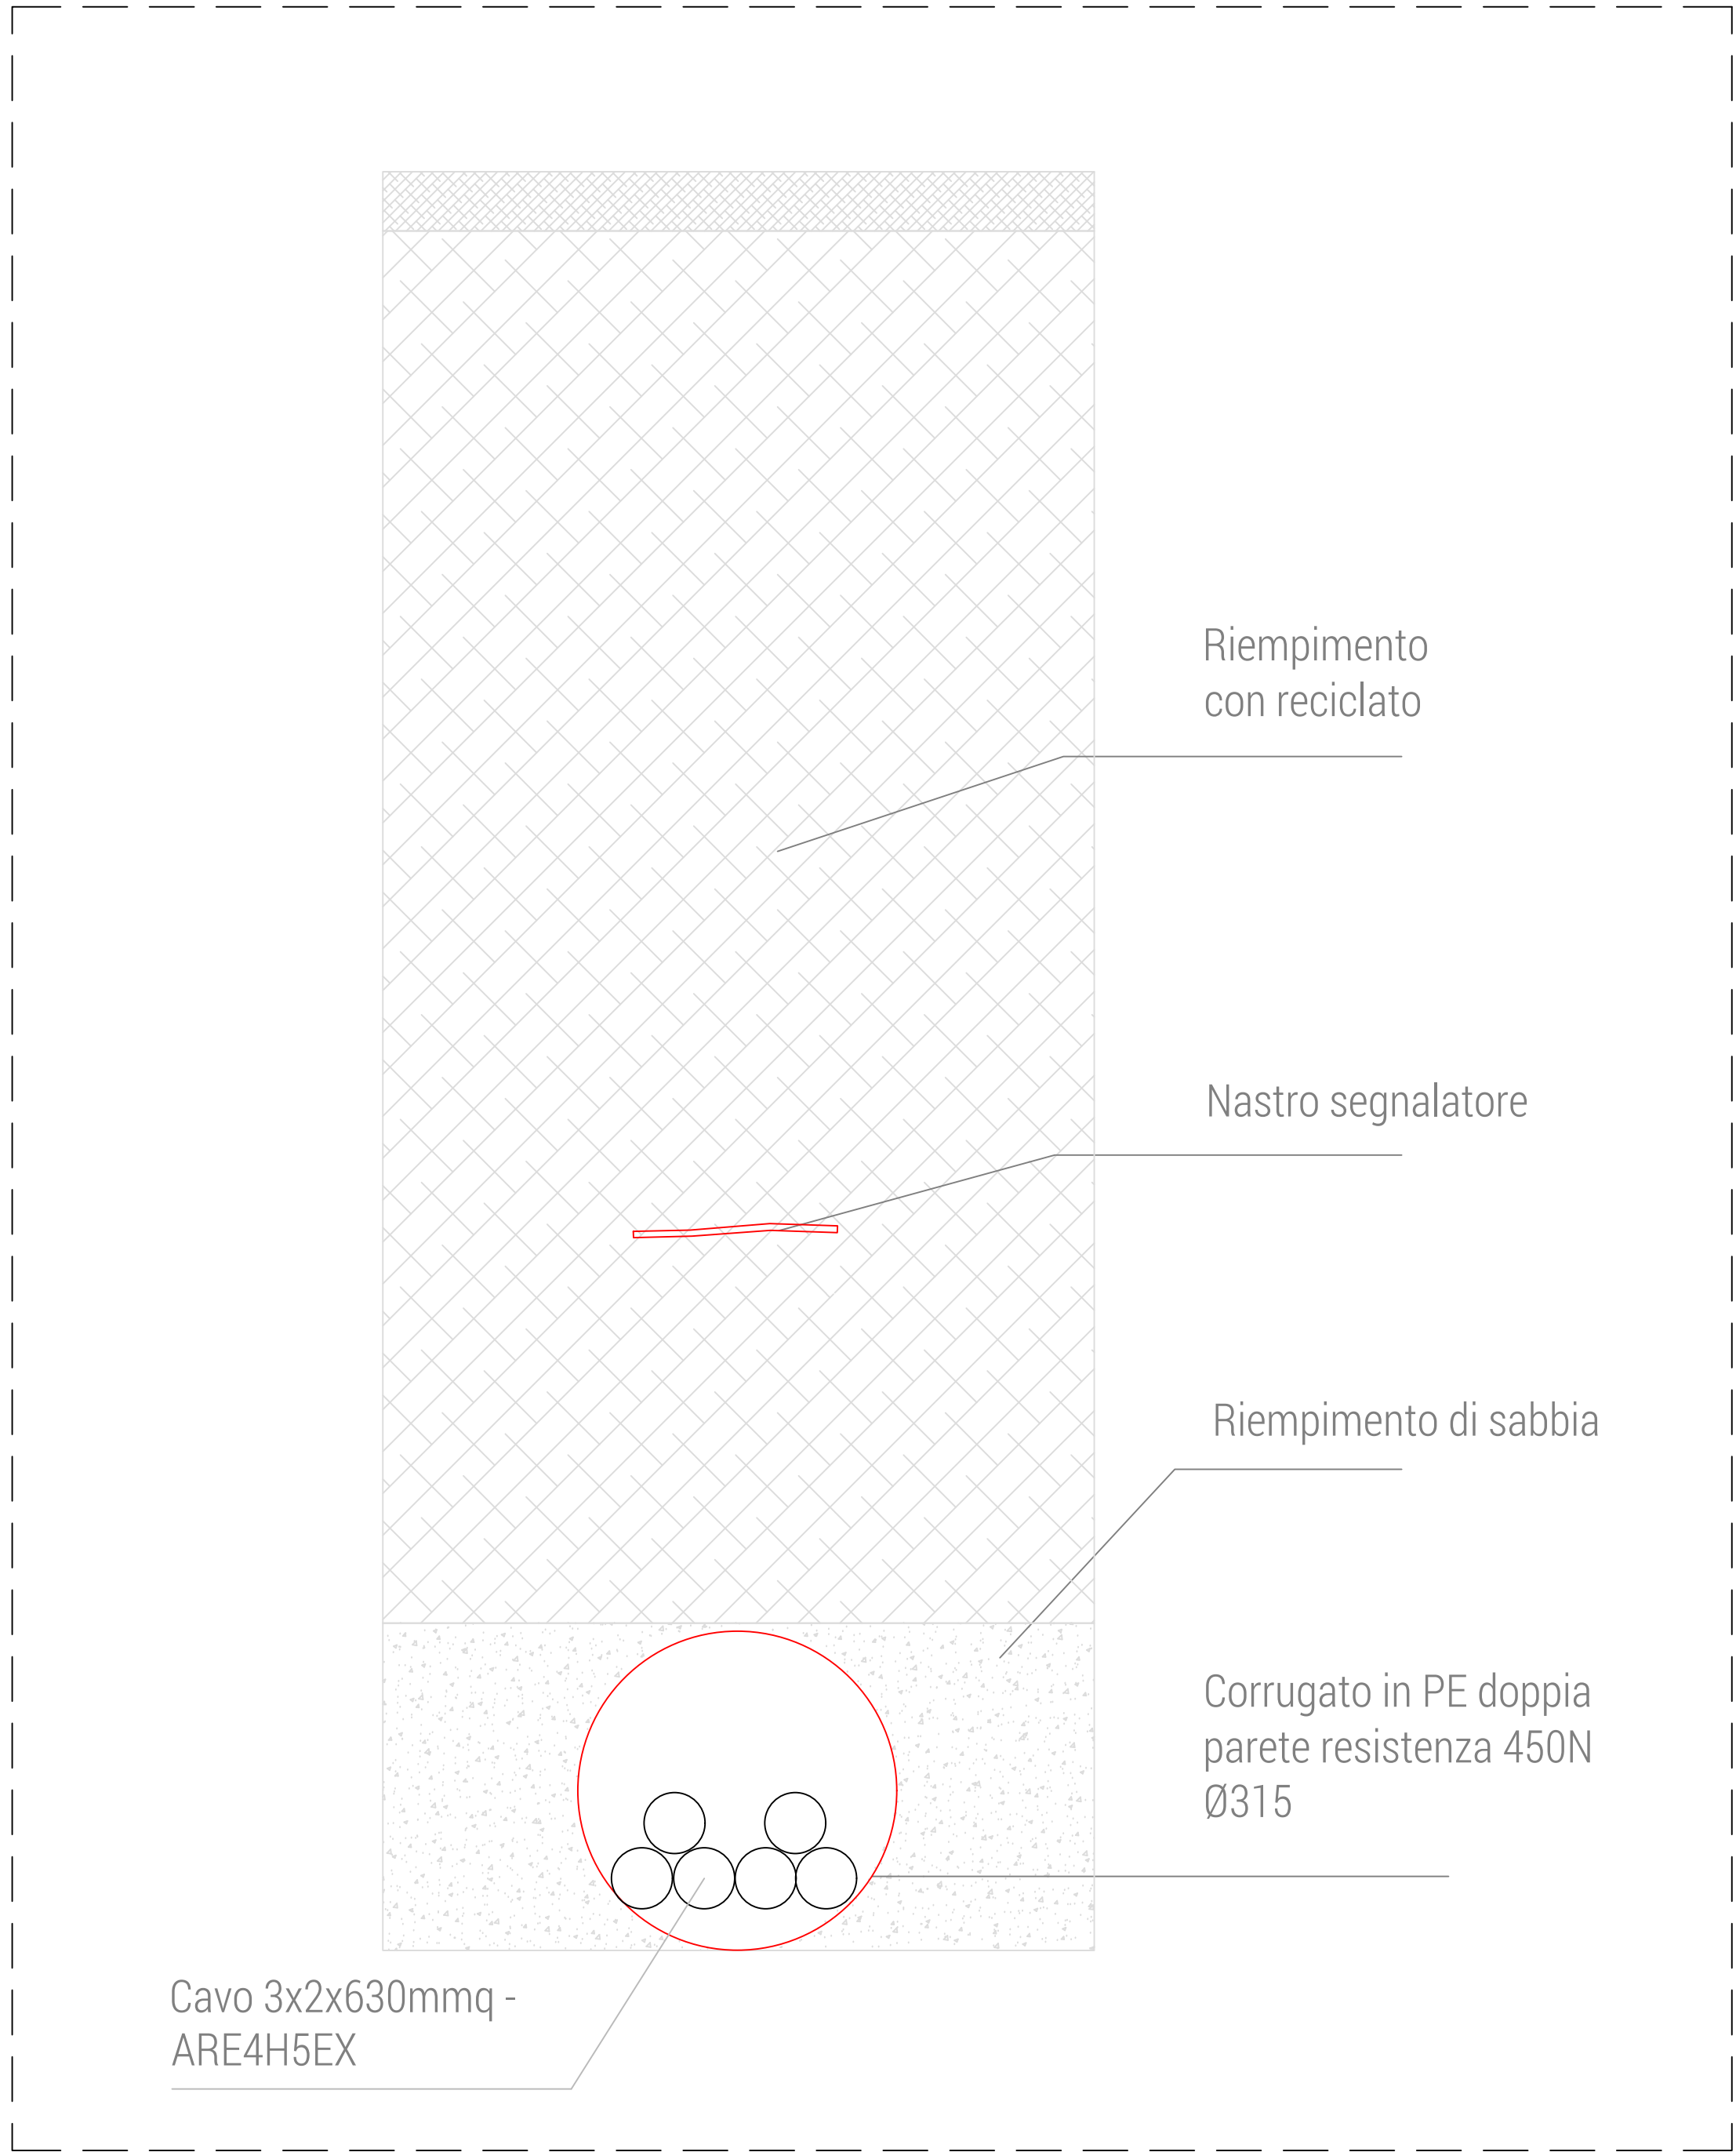 Riempimento
con reciclato
Nastro segnalatore
Riempimento di sabbia
Corrugato in PE doppia
parete resistenza 450N
Ø315
Cavo 3x2x630mmq -
ARE4H5EX